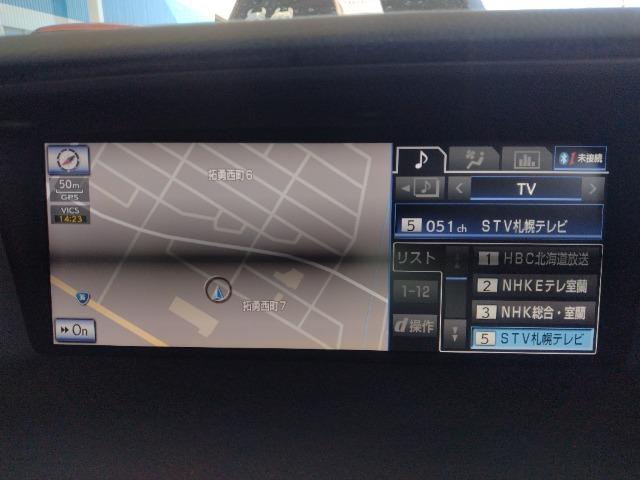 拓勇西町6
50m
GPS
VICS
14:23
拓勇西町7
On
未接続
TV
5 051ch STV札幌テレビ
リスト
1-12
d操作
1 HBC北海道放送
2 NHKEテレ室蘭
3 NHK総合・室蘭
5 STV札幌テレビ